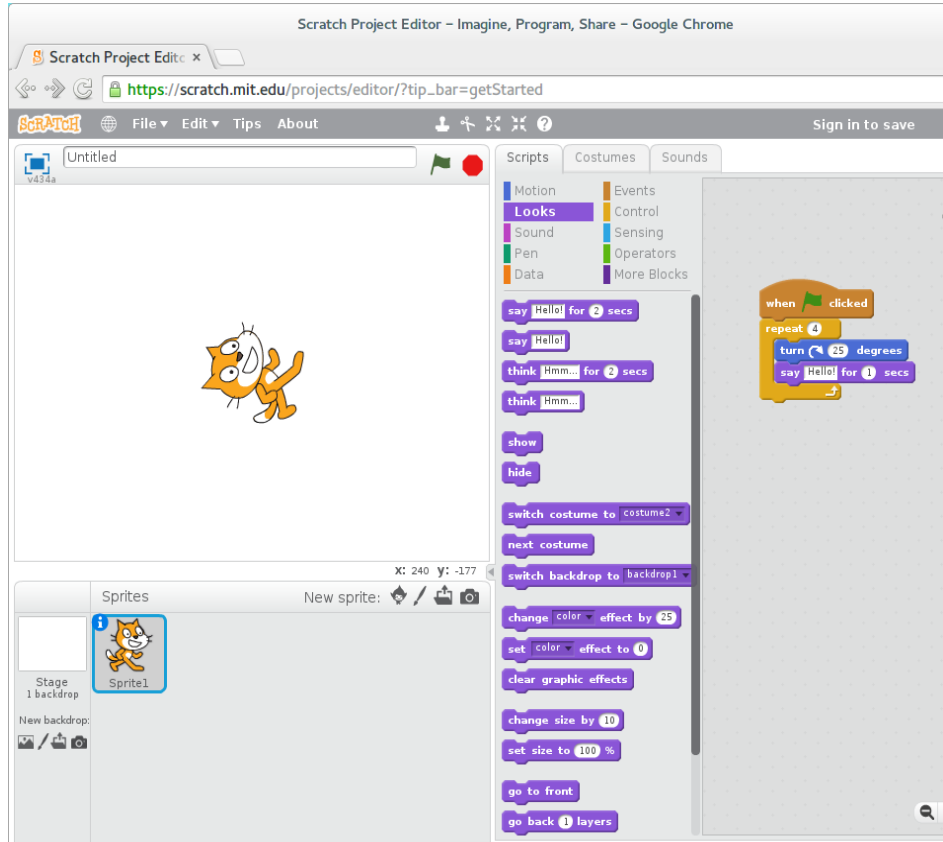 Scratch Project Editor – Imagine, Program, Share – Google Chrome
Scratch Project Edito ×
https://scratch.mit.edu/projects/editor/?tip_bar=getStarted
SCRATCH File Edit Tips About Sign in to save
Untitled
v434a
Scripts Costumes Sounds
Motion Events
Looks Control
Sound Sensing
Pen Operators
Data More Blocks
say Hello! for 2 secs
say Hello!
think Hmm... for 2 secs
think Hmm...
show
hide
switch costume to costume2
next costume
switch backdrop to backdrop1
change color effect by 25
set color effect to 0
clear graphic effects
change size by 10
set size to 100 %
go to front
go back 1 layers
when clicked
repeat 4
turn 25 degrees
say Hello! for 1 secs
X: 240 y: -177
Sprites New sprite:
Sprite1
Stage
1 backdrop
New backdrop: